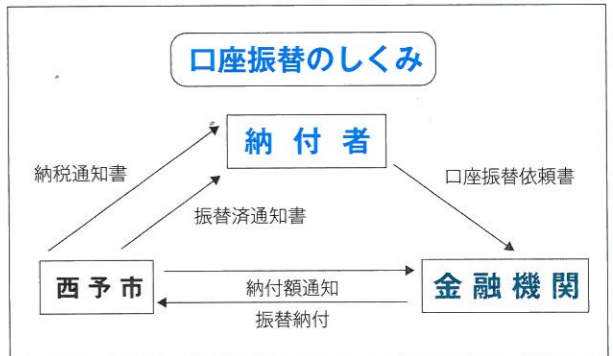 口座振替のしくみ
納付者
納税通知書
口座振替依頼書
振替済通知書
西予市
納付額通知
金融機関
振替納付